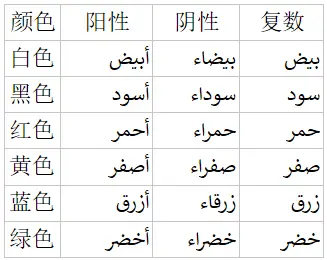 颜色 阳性 阴性 复数
白色 أبيض بيضاء بيض
黑色 أسود سوداء سود
红色 أحمر حمراء حمر
黄色 أصفر صفراء صفر
蓝色 أزرق زرقاء زرق
绿色 أخضر خضراء خضر